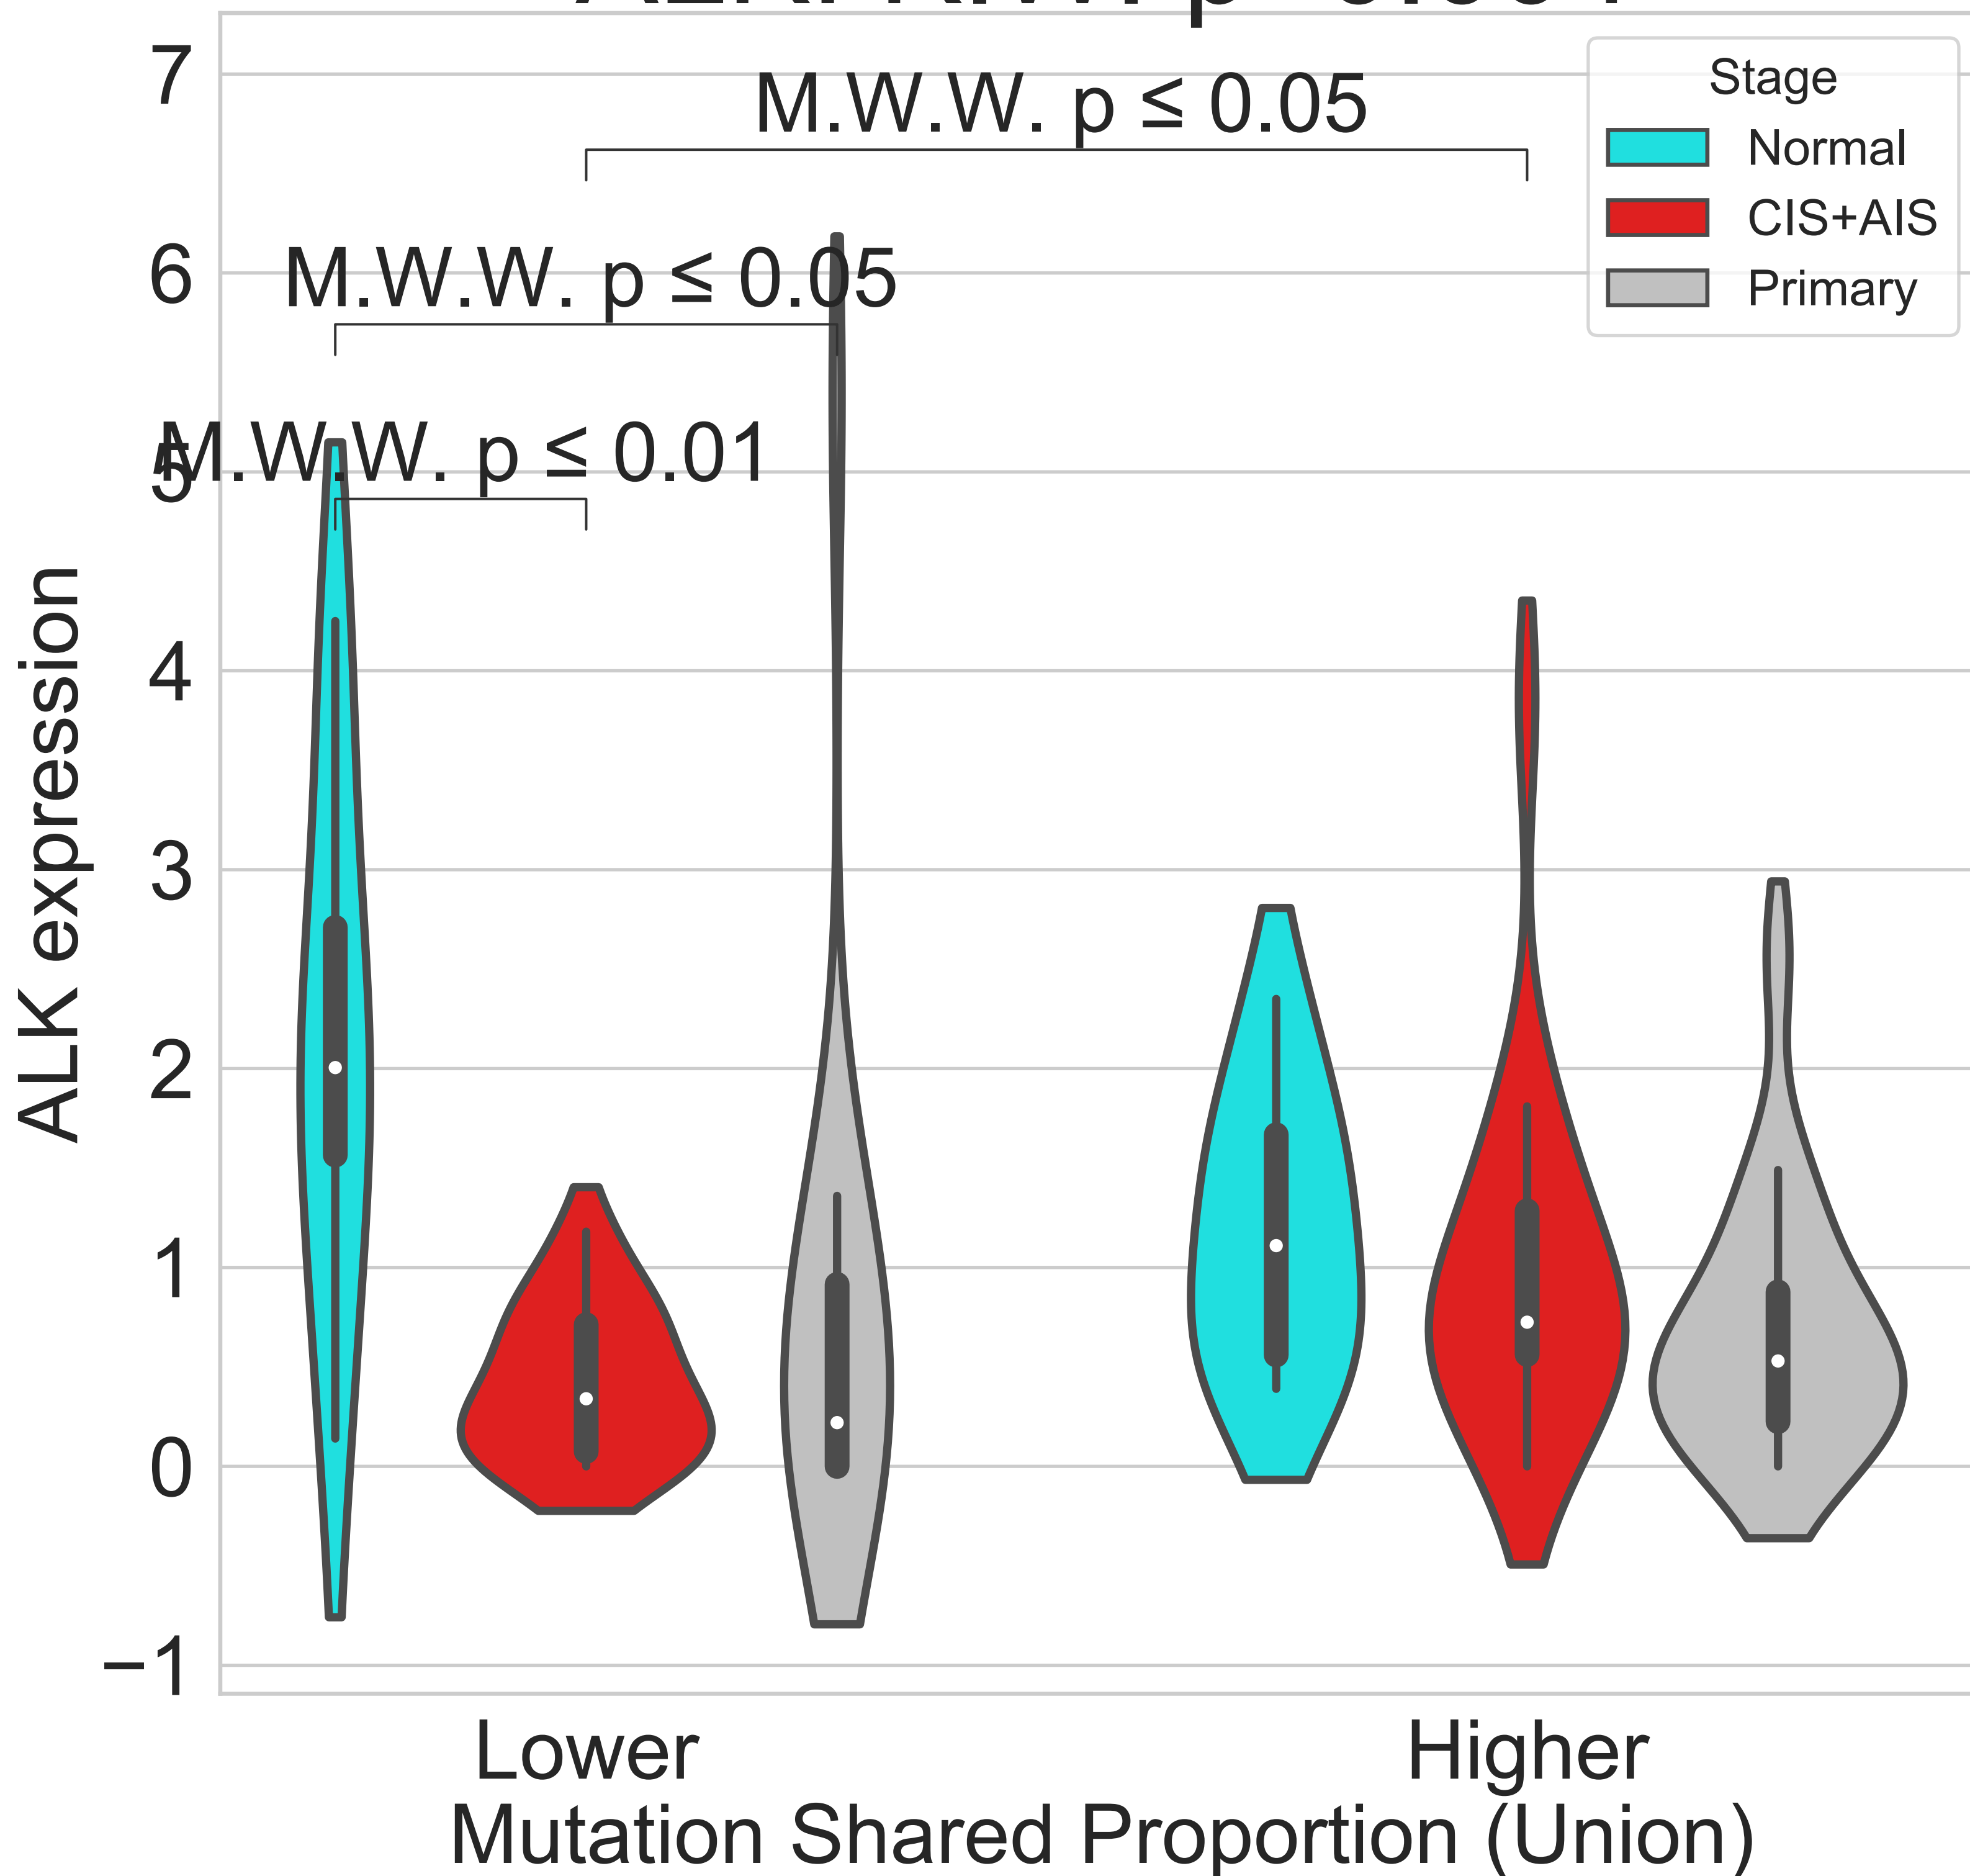 7
M.W.W. p ≤ 0.05
Stage
Normal
CIS+AIS
Primary
6
M.W.W. p ≤ 0.05
5
M.W.W. p ≤ 0.01
4
3
2
1
0
−1
ALK expression
Lower
Higher
Mutation Shared Proportion (Union)